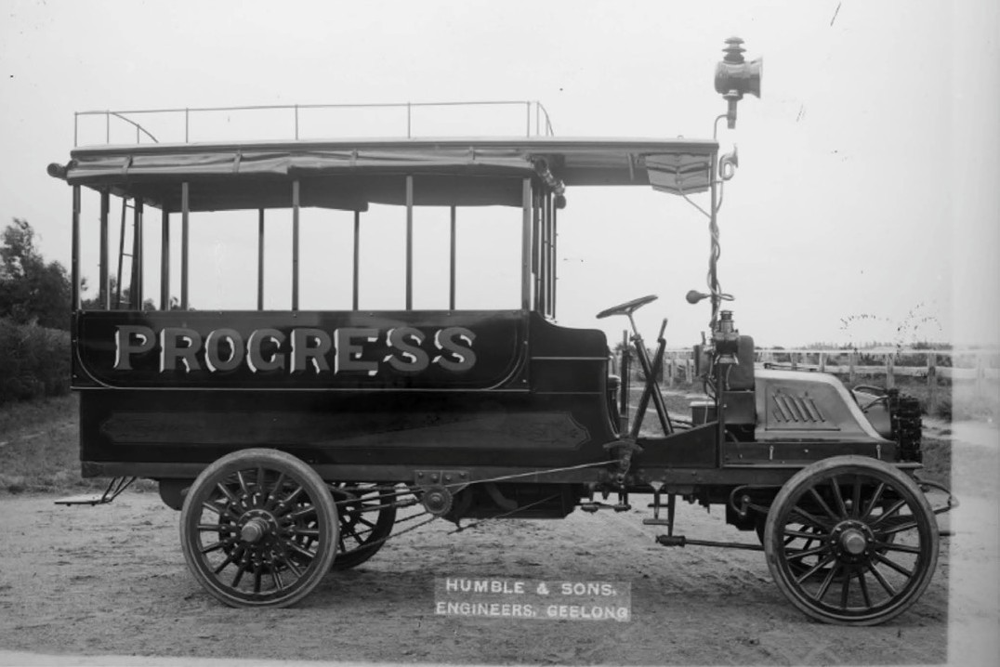 PROGRESS
HUMBLE & SONS.
ENGINEERS, GEELONG